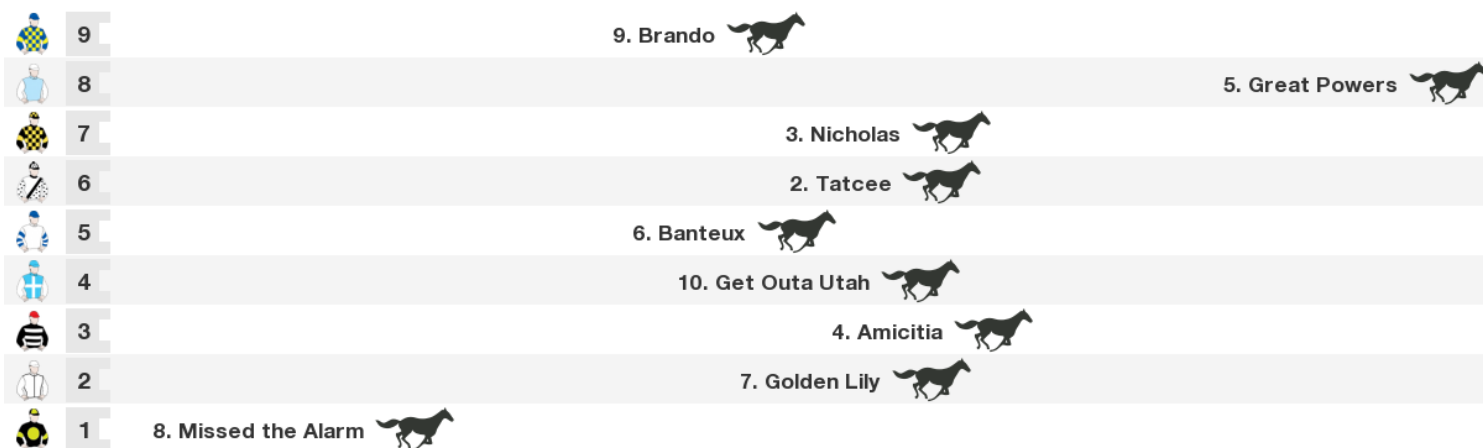 9 9. Brando
8 5. Great Powers
7 3. Nicholas
6 2. Tatcee
5 6. Banteux
4 10. Get Outa Utah
3 4. Amicitia
2 7. Golden Lily
1 8. Missed the Alarm